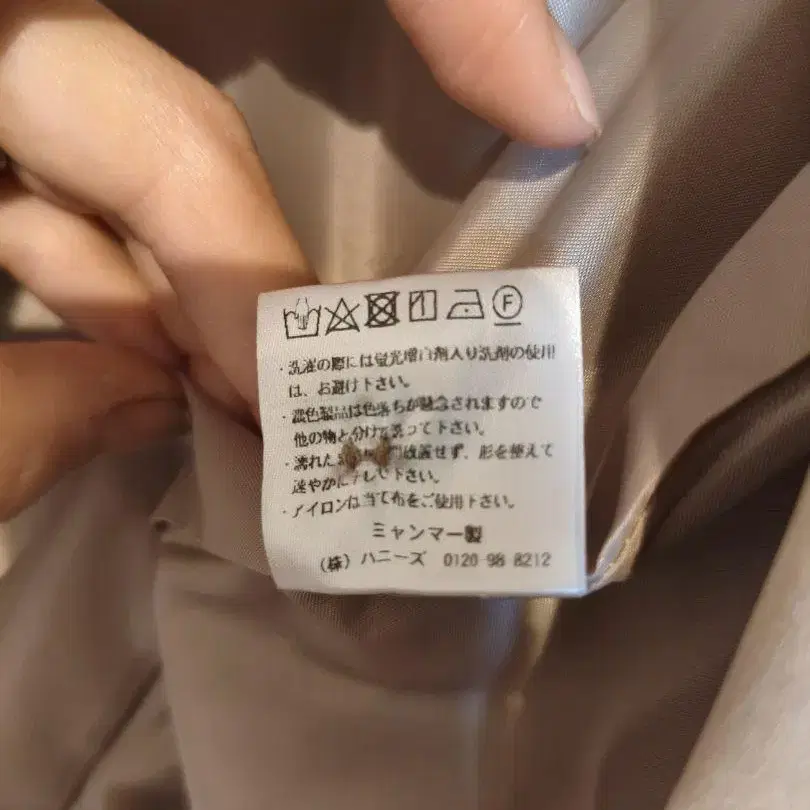 F
・洗濯の際には蛍光増白剤入り洗剤の使用
は、お避け下さい。
・濃色製品は色落ちが懸念されますので
他の物と分けて洗って下さい。
・濡れたまま 放置せず、形を整えて
速やかに干して下さい。
・アイロンは当て布をご使用下さい。
ミャンマー製
(株) ハニーズ 0120-98 8212